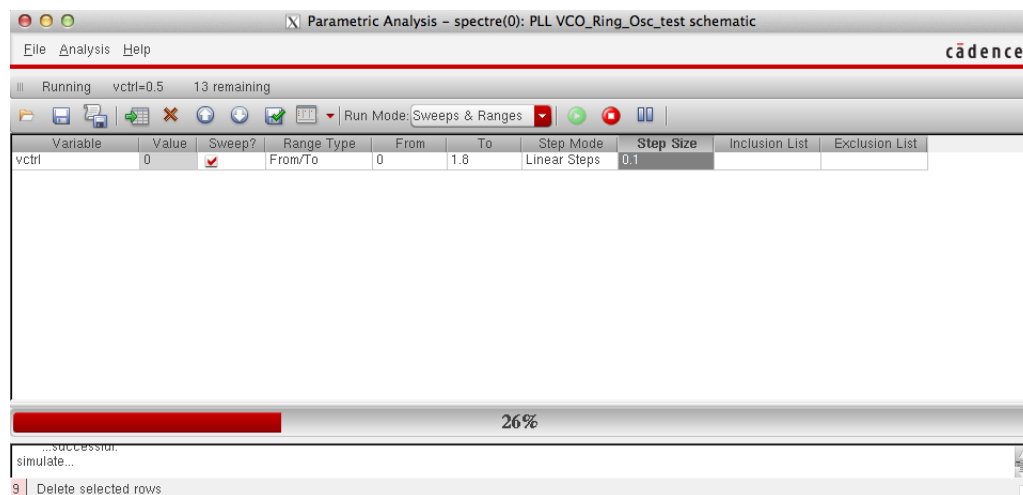 Parametric Analysis – spectre(0): PLL VCO_Ring_Osc_test schematic
File Analysis Help
cādence
Running vctrl=0.5 13 remaining
Run Mode: Sweeps & Ranges
Variable Value Sweep? Range Type From To Step Mode Step Size Inclusion List Exclusion List
vctrl 0 From/To 0 1.8 Linear Steps 0.1
26%
...successful.
simulate...
9 Delete selected rows